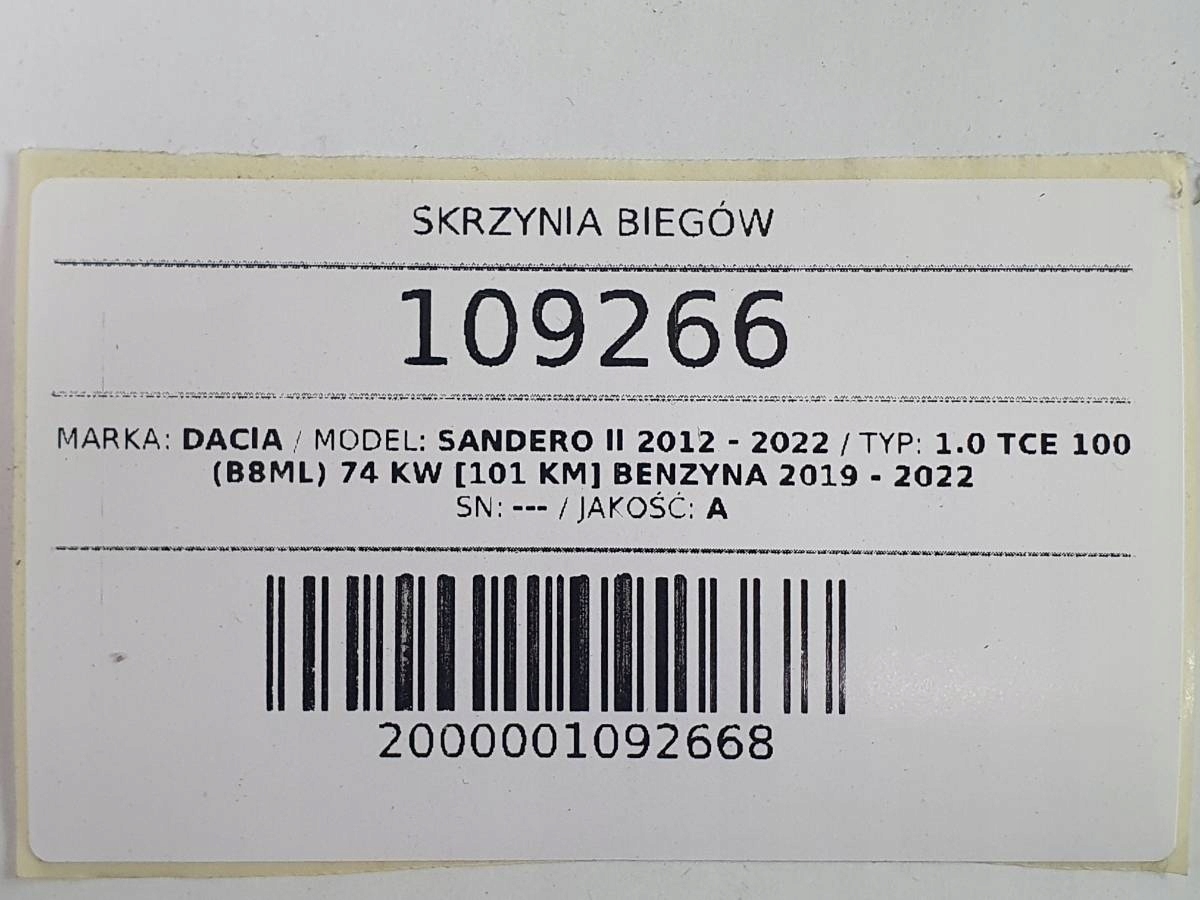 SKRZYNIA BIEGÓW
109266
MARKA: DACIA / MODEL: SANDERO II 2012 - 2022 / TYP: 1.0 TCE 100
(B8ML) 74 KW [101 KM] BENZYNA 2019 - 2022
SN: --- / JAKOŚĆ: A
2000001092668